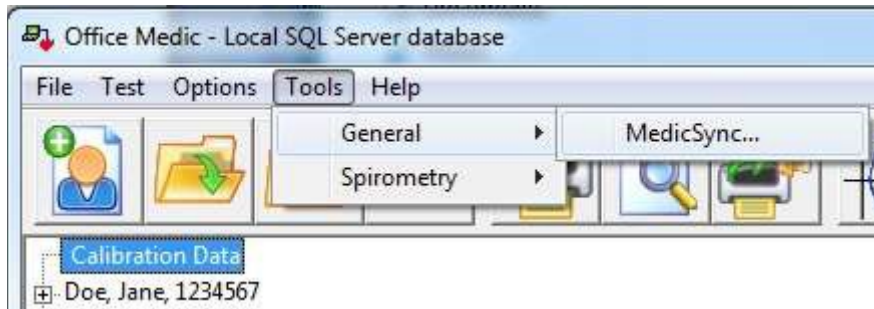 Office Medic - Local SQL Server database
File Test Options Tools Help
General MedicSync...
Spirometry
Calibration Data
Doe, Jane, 1234567